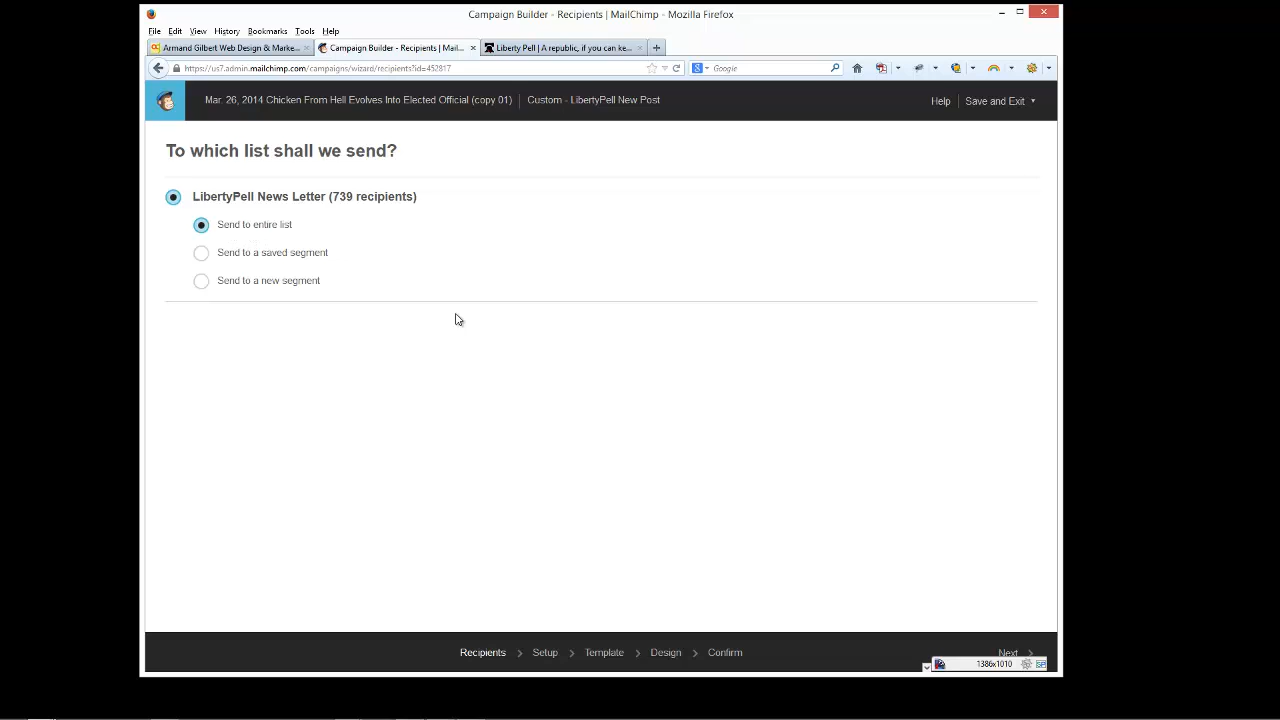 Campaign Builder - Recipients | MailChimp - Mozilla Firefox
File Edit View History Bookmarks Tools Help
Armand Gilbert Web Design & Marke... Campaign Builder - Recipients | Mail... Liberty Pell | A republic, if you can ke...
https://us7.admin.mailchimp.com/campaigns/wizard/recipients?id=452817 Google
Mar. 26, 2014 Chicken From Hell Evolves Into Elected Official (copy 01) Custom - LibertyPell New Post Help Save and Exit
To which list shall we send?
LibertyPell News Letter (739 recipients)
Send to entire list
Send to a saved segment
Send to a new segment
Recipients Setup Template Design Confirm Next
1386x1010